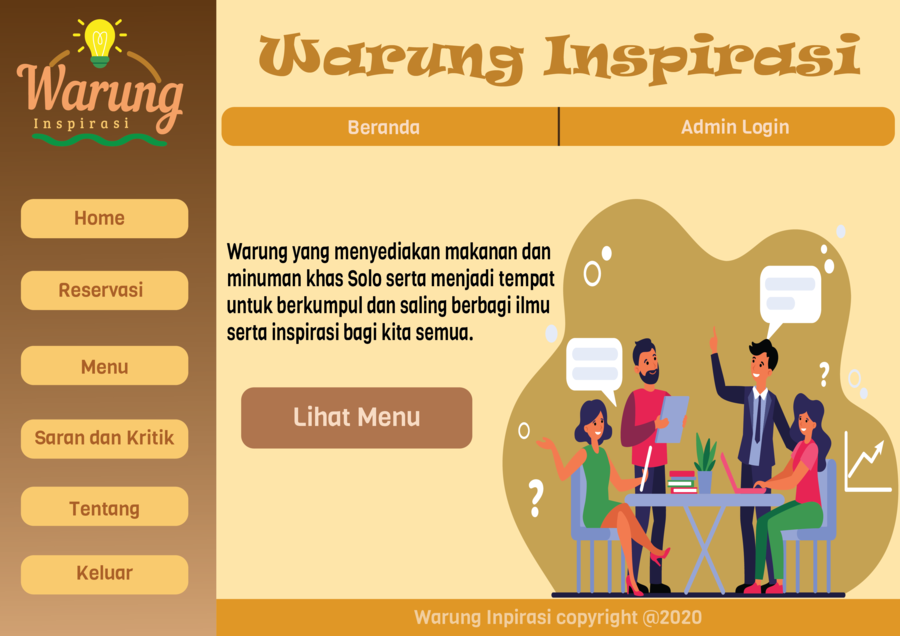 Warung
Inspirasi
Warung Inspirasi
Beranda
Admin Login
Home
Reservasi
Menu
Saran dan Kritik
Tentang
Keluar
Warung yang menyediakan makanan dan
minuman khas Solo serta menjadi tempat
untuk berkumpul dan saling berbagi ilmu
serta inspirasi bagi kita semua.
Lihat Menu
?
?
Warung Inpirasi copyright @2020